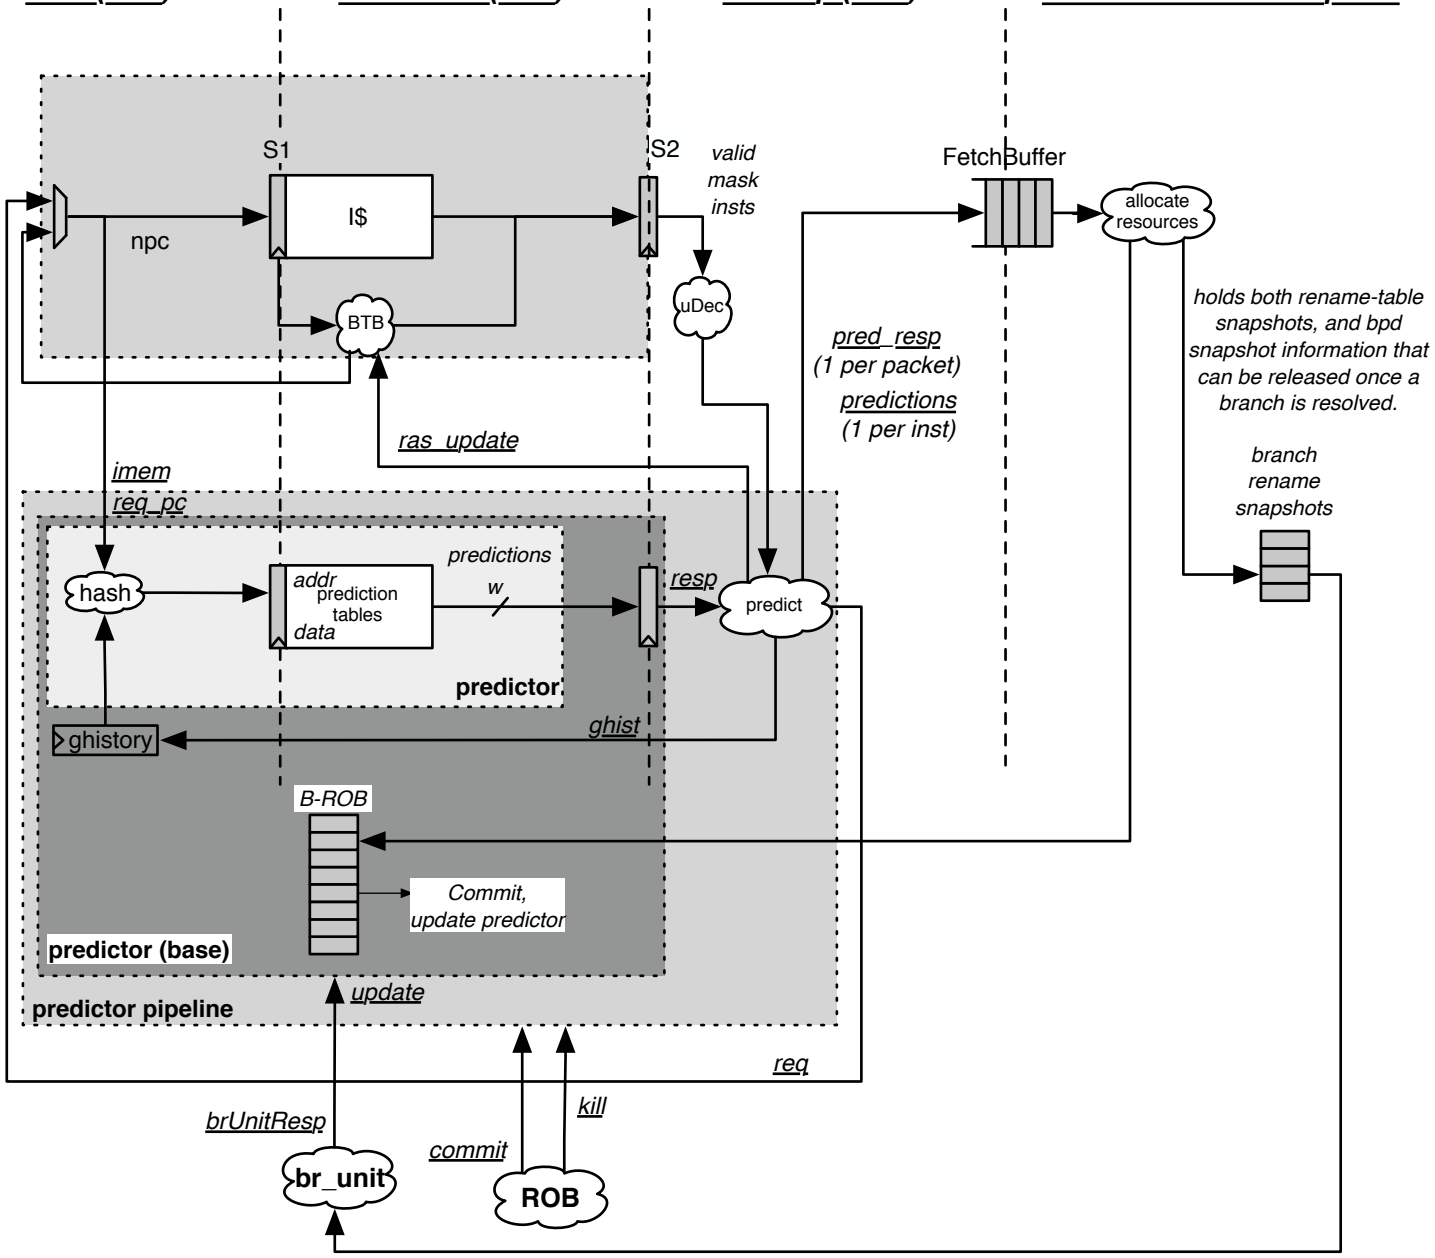 S1
S2
valid
mask
insts
FetchBuffer
allocate
resources
I$
npc
uDec
BTB
holds both rename-table
snapshots, and bpd
snapshot information that
can be released once a
branch is resolved.
pred_resp
(1 per packet)
predictions
(1 per inst)
ras_update
branch
rename
snapshots
imem
req_pc
predictions
w
resp
hash
addr
prediction
tables
data
predict
predictor
ghist
ghistory
B-ROB
Commit,
update predictor
predictor (base)
update
predictor pipeline
req
kill
brUnitResp
commit
br_unit
ROB